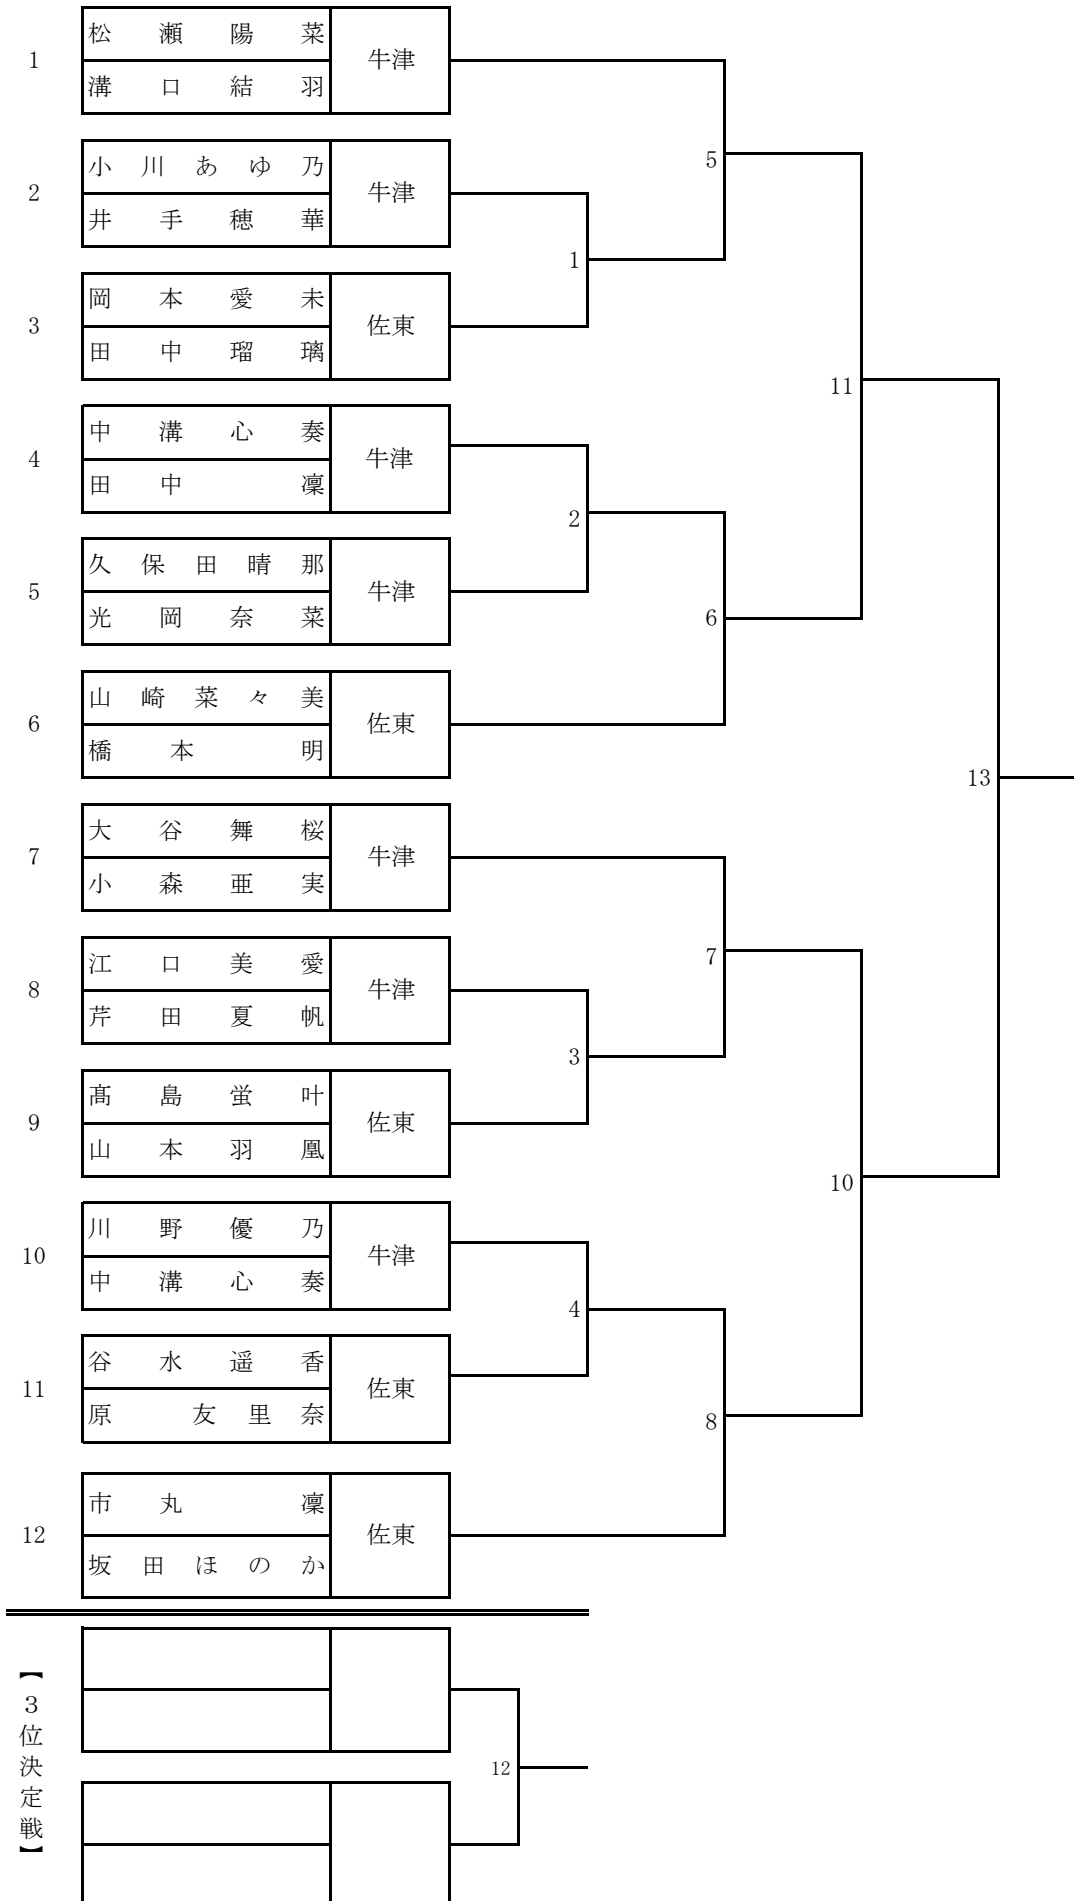 1 松瀬陽菜 牛津
溝口結羽
5
2 小川あゆ乃 牛津
井手穂華
1
3 岡本愛未 佐東
田中瑠璃
11
4 中溝心奏 牛津
田中凜
2
5 久保田晴那 牛津
光岡奈菜
6
6 山崎菜々美 佐東
橋本明
13
7 大谷舞桜 牛津
小森亜実
7
8 江口美愛 牛津
芹田夏帆
3
9 髙島蛍叶 佐東
山本羽凰
10
10 川野優乃 牛津
中溝心奏
4
11 谷水遥香 佐東
原友里奈
8
12 市丸凜 佐東
坂田ほのか
【3位決定戦】
12